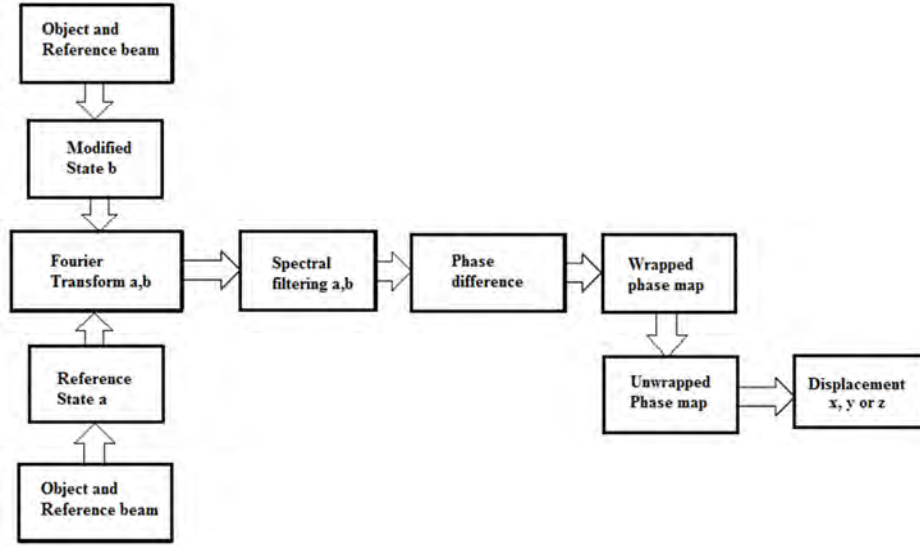 Object and
Reference beam
Modified
State b
Fourier
Transform a,b
Spectral
filtering a,b
Phase
difference
Wrapped
phase map
Reference
State a
Unwrapped
Phase map
Displacement
x, y or z
Object and
Reference beam